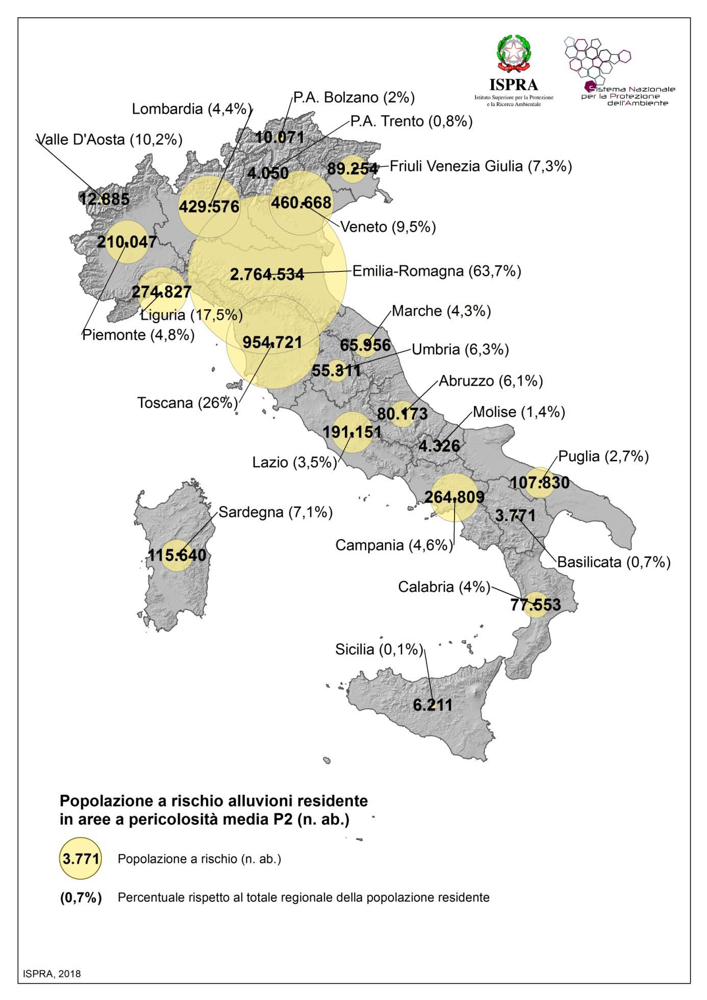 ISPRA
Istituto Superiore per la Protezione
e la Ricerca Ambientale
Sistema Nazionale
per la Protezione
dell'Ambiente
REPVBBLICA ITALIANA
P.A. Bolzano (2%)
Lombardia (4,4%)
P.A. Trento (0,8%)
Valle D'Aosta (10,2%)
10.071
Friuli Venezia Giulia (7,3%)
89.254
4.050
12.885
460.668
429.576
Veneto (9,5%)
210.047
Emilia-Romagna (63,7%)
2.764.534
274.827
Marche (4,3%)
Liguria (17,5%)
Piemonte (4,8%)
954.721
65.956
Umbria (6,3%)
55.311
Abruzzo (6,1%)
Toscana (26%)
Molise (1,4%)
80.173
191.151
4.326
Puglia (2,7%)
Lazio (3,5%)
107.830
264.809
Sardegna (7,1%)
3.771
Campania (4,6%)
115.640
Basilicata (0,7%)
Calabria (4%)
77.553
Sicilia (0,1%)
6.211
Popolazione a rischio alluvioni residente
in aree a pericolosità media P2 (n. ab.)
3.771 Popolazione a rischio (n. ab.)
(0,7%) Percentuale rispetto al totale regionale della popolazione residente
ISPRA, 2018